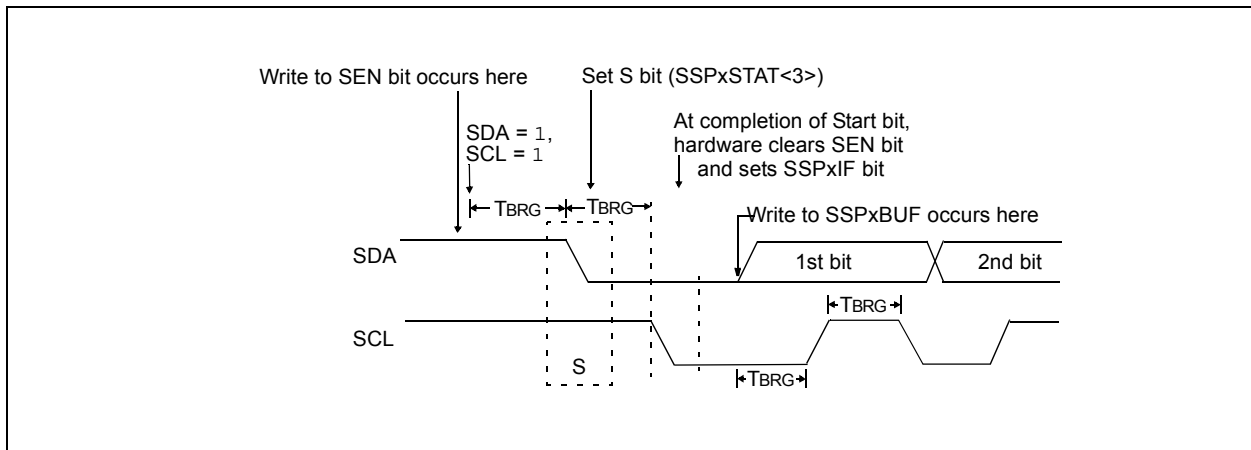 Write to SEN bit occurs here
Set S bit (SSPxSTAT<3>)
SDA = 1,
SCL = 1
At completion of Start bit,
hardware clears SEN bit
and sets SSPxIF bit
TBRG
TBRG
Write to SSPxBUF occurs here
SDA
1st bit
2nd bit
TBRG
SCL
S
TBRG